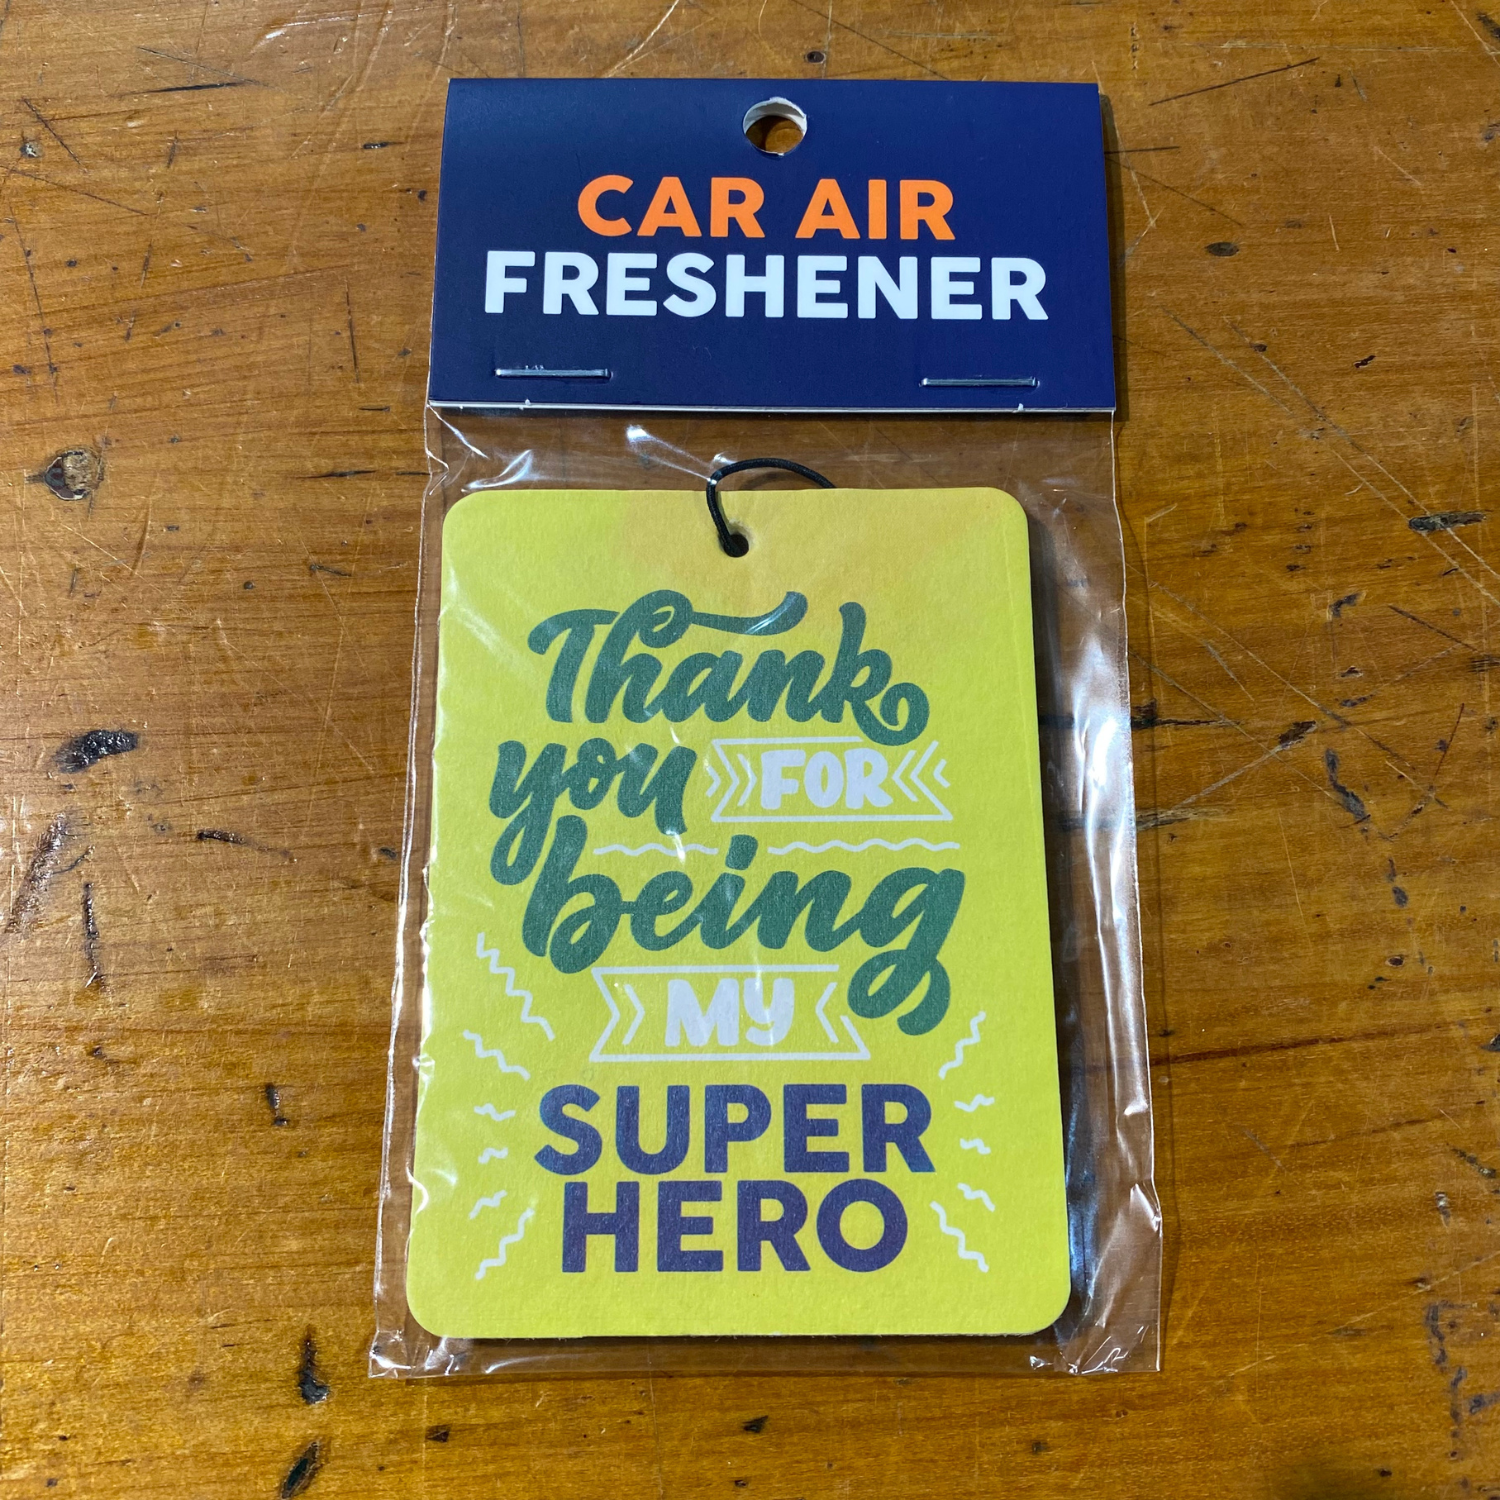 CAR AIR
FRESHENER
Thank
you FOR
being
MY
SUPER
HERO